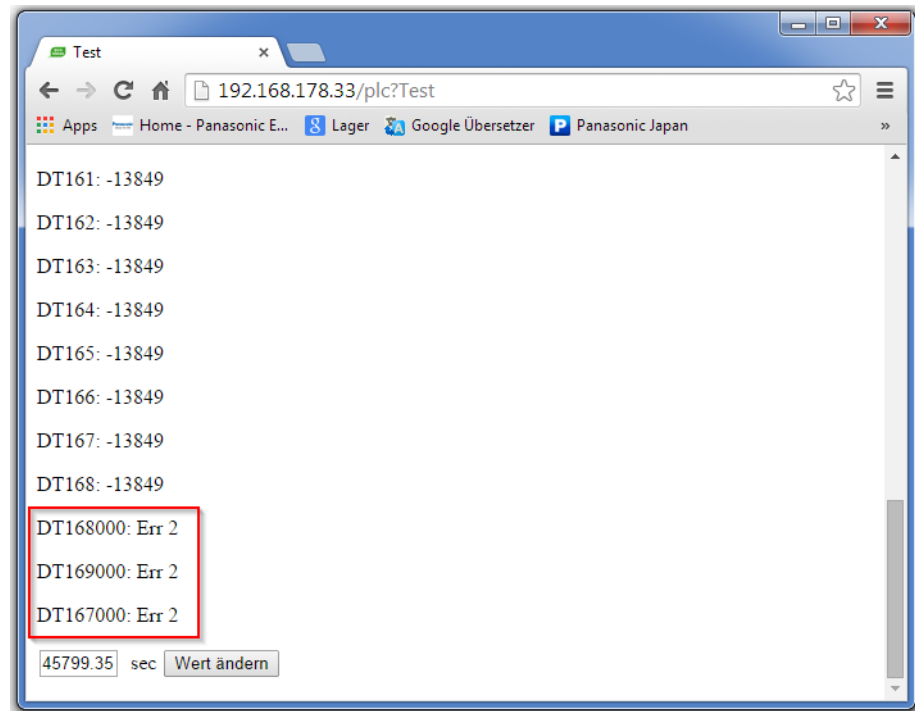 Test
192.168.178.33/plc?Test
Apps Home - Panasonic E... Lager Google Übersetzer Panasonic Japan »
DT161: -13849
DT162: -13849
DT163: -13849
DT164: -13849
DT165: -13849
DT166: -13849
DT167: -13849
DT168: -13849
DT168000: Err 2
DT169000: Err 2
DT167000: Err 2
45799.35 sec Wert ändern